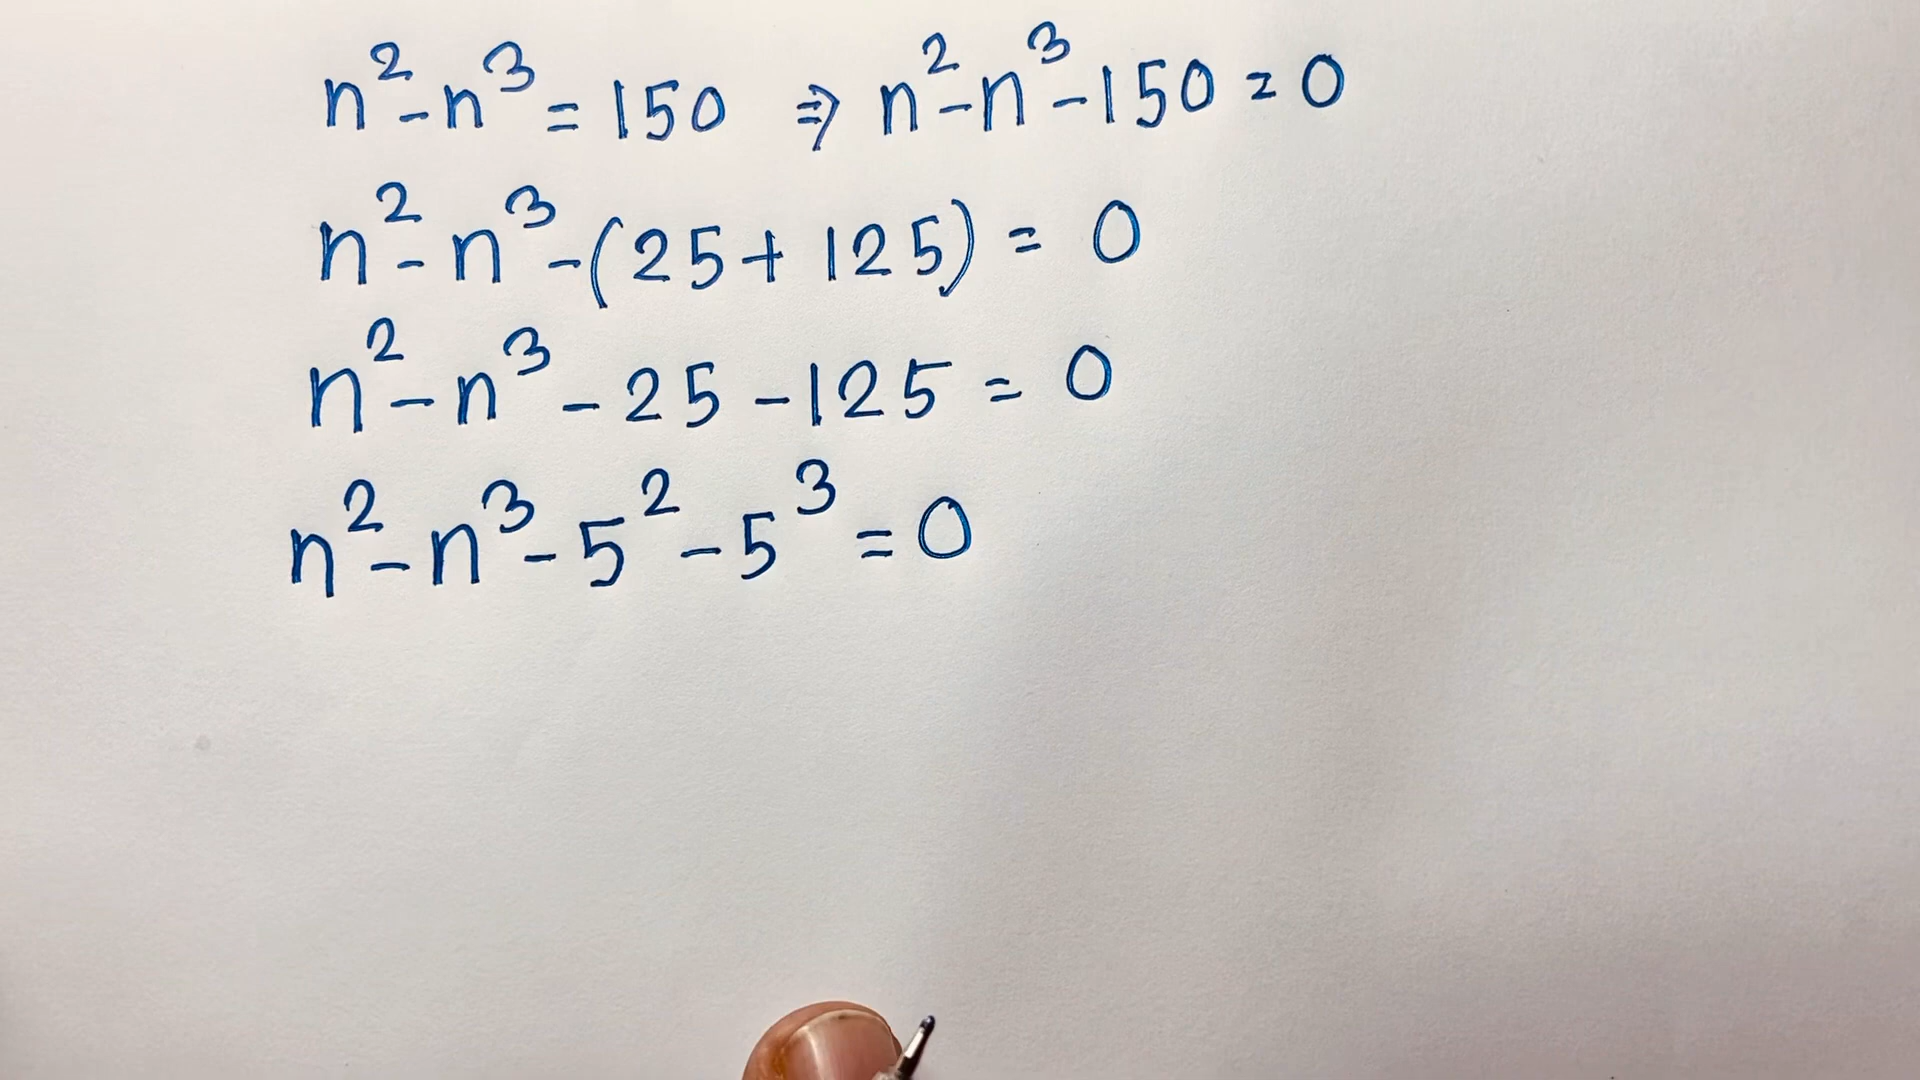 n² - n³ = 150 ⇒ n² - n³ - 150 = 0
n² - n³ - (25 + 125) = 0
n² - n³ - 25 - 125 = 0
n² - n³ - 5² - 5³ = 0